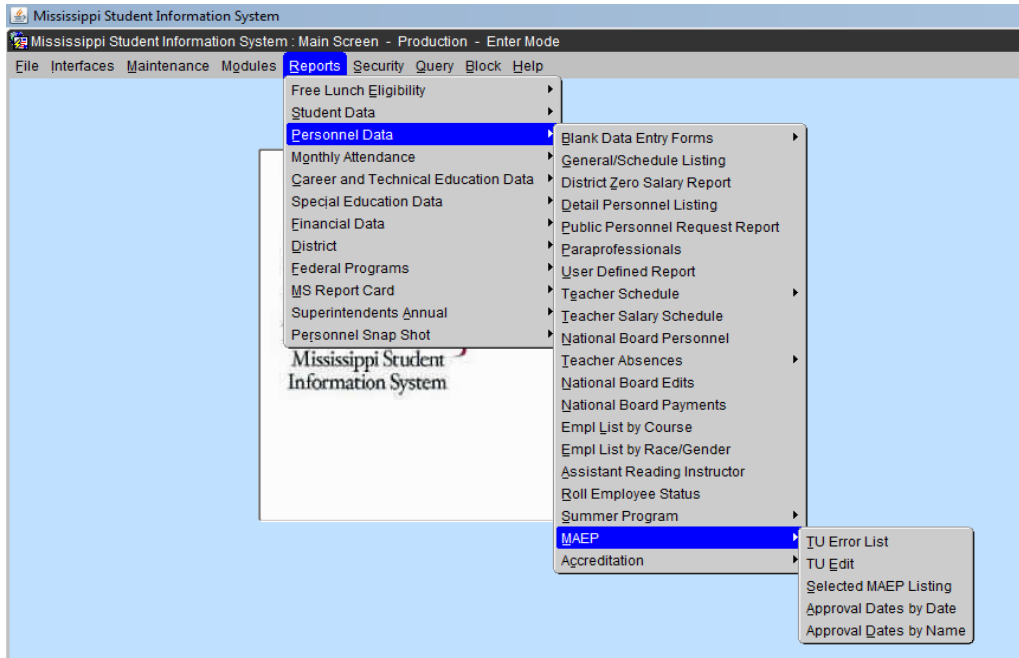 Mississippi Student Information System
Mississippi Student Information System : Main Screen - Production - Enter Mode
File Interfaces Maintenance Modules Reports Security Query Block Help
Free Lunch Eligibility
Student Data
Personnel Data
Monthly Attendance
Career and Technical Education Data
Special Education Data
Financial Data
District
Federal Programs
MS Report Card
Superintendents Annual
Personnel Snap Shot
Mississippi Student
Information System
Blank Data Entry Forms
General/Schedule Listing
District Zero Salary Report
Detail Personnel Listing
Public Personnel Request Report
Paraprofessionals
User Defined Report
Teacher Schedule
Teacher Salary Schedule
National Board Personnel
Teacher Absences
National Board Edits
National Board Payments
Empl List by Course
Empl List by Race/Gender
Assistant Reading Instructor
Roll Employee Status
Summer Program
MAEP
Accreditation
TU Error List
TU Edit
Selected MAEP Listing
Approval Dates by Date
Approval Dates by Name